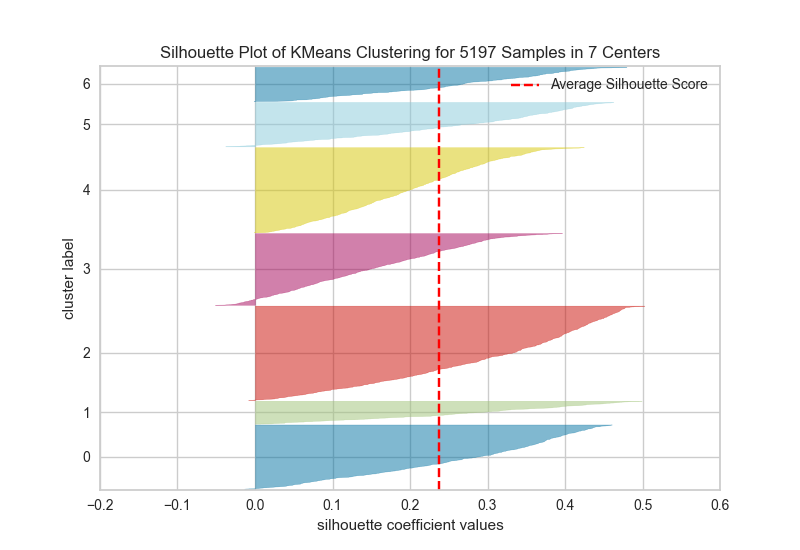 Silhouette Plot of KMeans Clustering for 5197 Samples in 7 Centers
Average Silhouette Score
6
5
4
3
2
1
0
cluster label
−0.2 −0.1 0.0 0.1 0.2 0.3 0.4 0.5 0.6
silhouette coefficient values